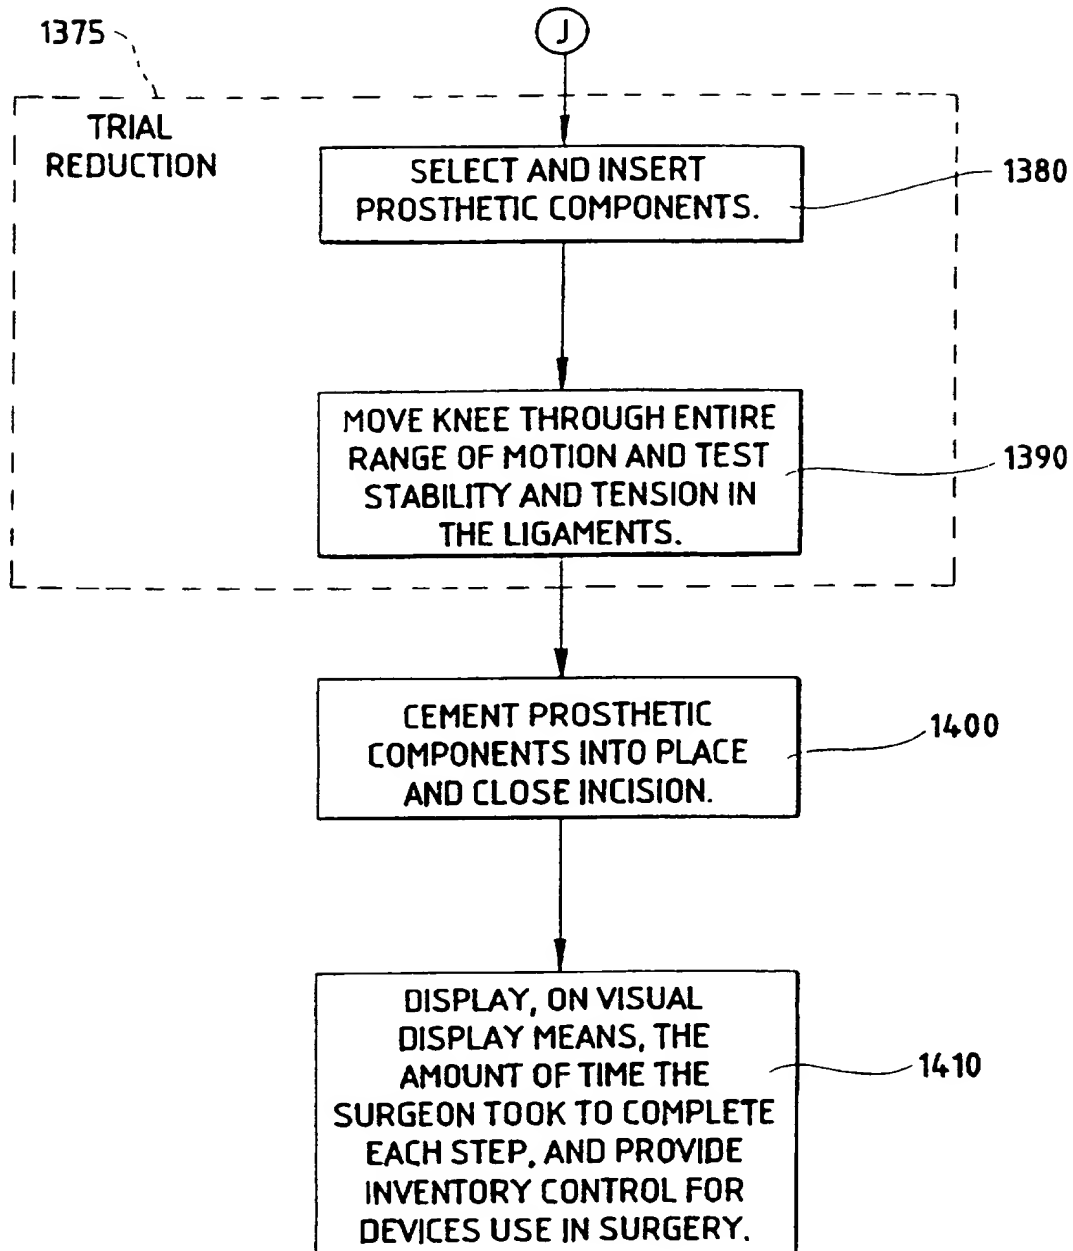 1375
J
TRIAL
REDUCTION
SELECT AND INSERT
PROSTHETIC COMPONENTS.
1380
MOVE KNEE THROUGH ENTIRE
RANGE OF MOTION AND TEST
STABILITY AND TENSION IN
THE LIGAMENTS.
1390
CEMENT PROSTHETIC
COMPONENTS INTO PLACE
AND CLOSE INCISION.
1400
DISPLAY, ON VISUAL
DISPLAY MEANS, THE
AMOUNT OF TIME THE
SURGEON TOOK TO COMPLETE
EACH STEP, AND PROVIDE
INVENTORY CONTROL FOR
DEVICES USE IN SURGERY.
1410